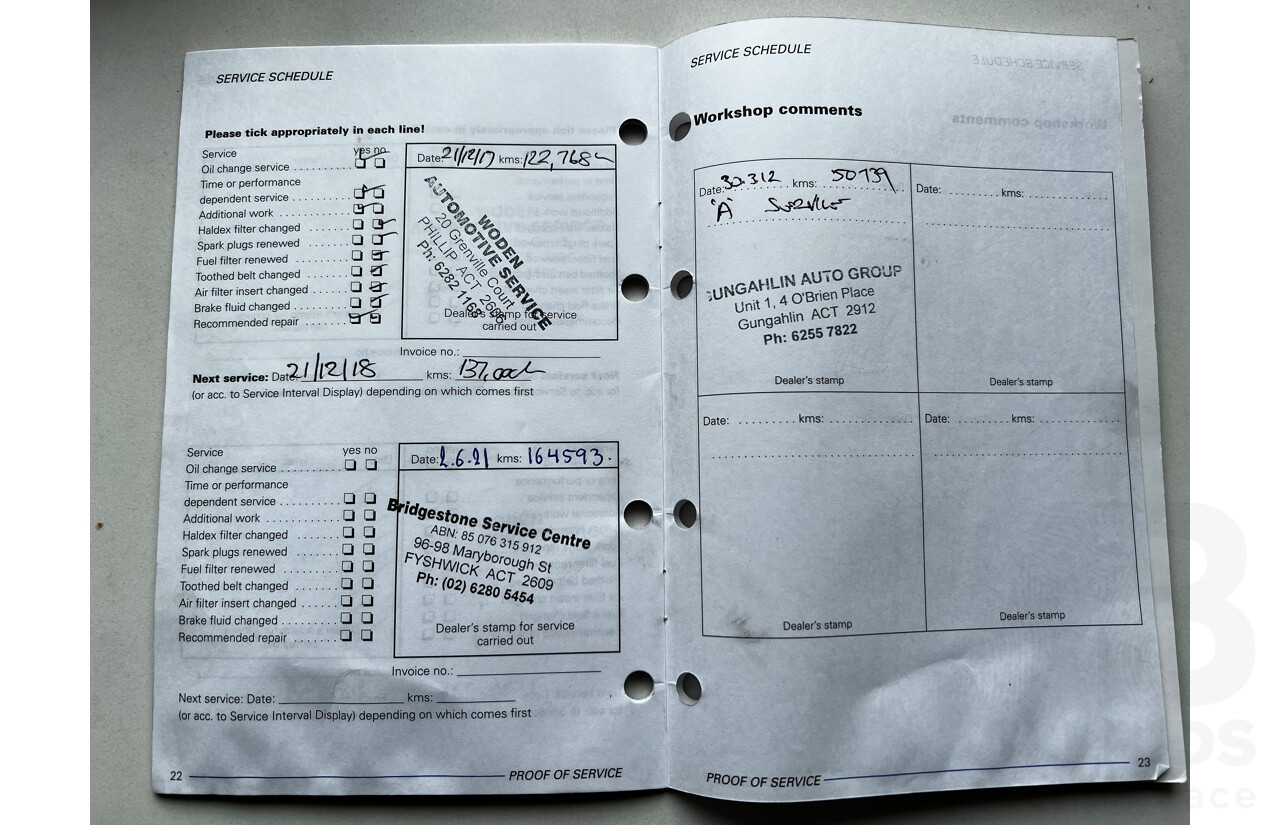 SERVICE SCHEDULE
Please tick appropriately in each line!
Service yes no
Oil change service
Time or performance
dependent service
Additional work
Haldex filter changed
Spark plugs renewed
Fuel filter renewed
Toothed belt changed
Air filter insert changed
Brake fluid changed
Recommended repair
Date: 21/12/17 kms: 122,768
WODEN
AUTOMOTIVE SERVICE
20 Grenville Court
PHILLIP ACT 2606
Ph: 6282 1168
Dealer's stamp for service
carried out
Invoice no.:
Next service: Date: 21/12/18 kms: 137,000
(or acc. to Service Interval Display) depending on which comes first
Service yes no
Oil change service
Time or performance
dependent service
Additional work
Haldex filter changed
Spark plugs renewed
Fuel filter renewed
Toothed belt changed
Air filter insert changed
Brake fluid changed
Recommended repair
Date: 2.6.21 kms: 164593.
Bridgestone Service Centre
ABN: 85 076 315 912
96-98 Maryborough St
FYSHWICK ACT 2609
Ph: (02) 6280 5454
Dealer's stamp for service
carried out
Invoice no.:
Next service: Date: kms:
(or acc. to Service Interval Display) depending on which comes first
22 PROOF OF SERVICE
SERVICE SCHEDULE
Workshop comments
Date: 30.312 kms: 50739
"A" SERVICE
GUNGAHLIN AUTO GROUP
Unit 1, 4 O'Brien Place
Gungahlin ACT 2912
Ph: 6255 7822
Dealer's stamp
Date: kms:
Dealer's stamp
Date: kms:
Dealer's stamp
Date: kms:
Dealer's stamp
PROOF OF SERVICE 23